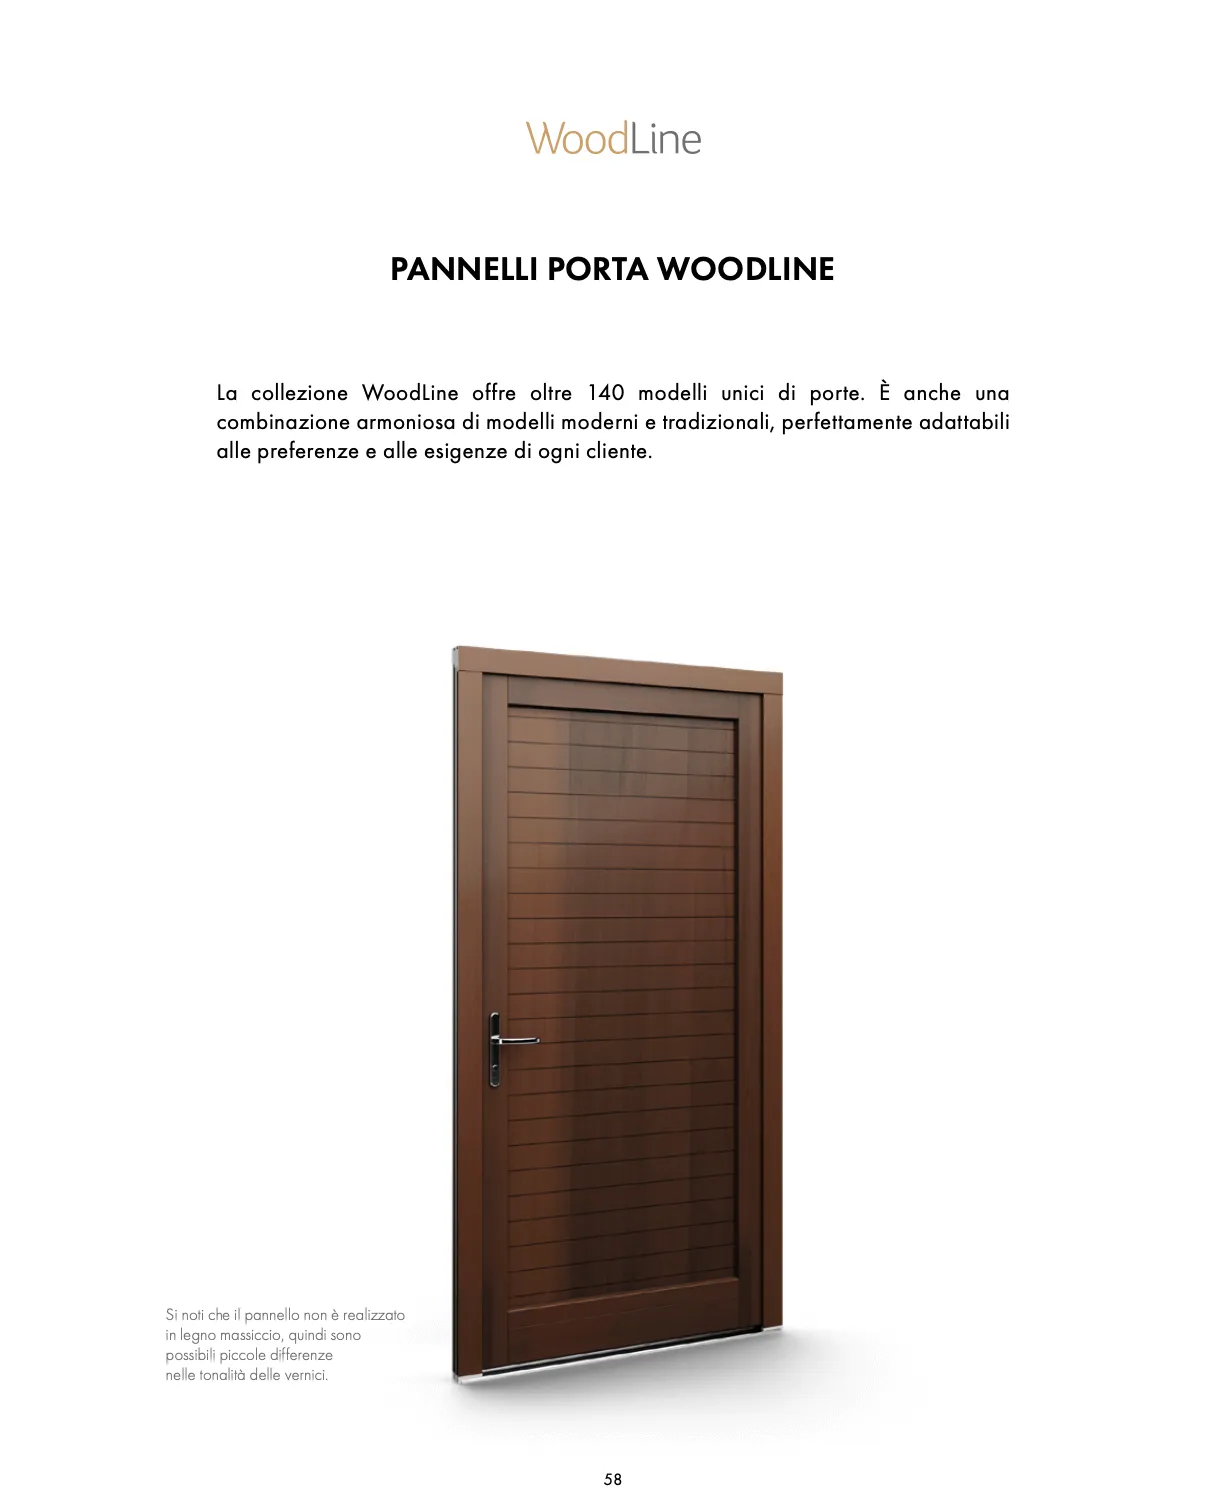 WoodLine
PANNELLI PORTA WOODLINE
La collezione WoodLine offre oltre 140 modelli unici di porte. È anche una
combinazione armoniosa di modelli moderni e tradizionali, perfettamente adattabili
alle preferenze e alle esigenze di ogni cliente.
Si noti che il pannello non è realizzato
in legno massiccio, quindi sono
possibili piccole differenze
nelle tonalità delle vernici.
58